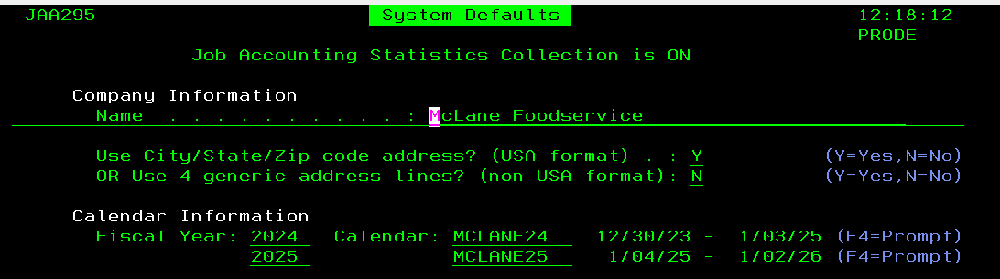 JAA295 System Defaults 12:18:12
PRODE
Job Accounting Statistics Collection is ON
Company Information
Name . . . . . . . . . . . : McLane Foodservice
Use City/State/Zip code address? (USA format) . : Y (Y=Yes,N=No)
OR Use 4 generic address lines? (non USA format): N (Y=Yes,N=No)
Calendar Information
Fiscal Year: 2024 Calendar: MCLANE24 12/30/23 - 1/03/25 (F4=Prompt)
2025 MCLANE25 1/04/25 - 1/02/26 (F4=Prompt)